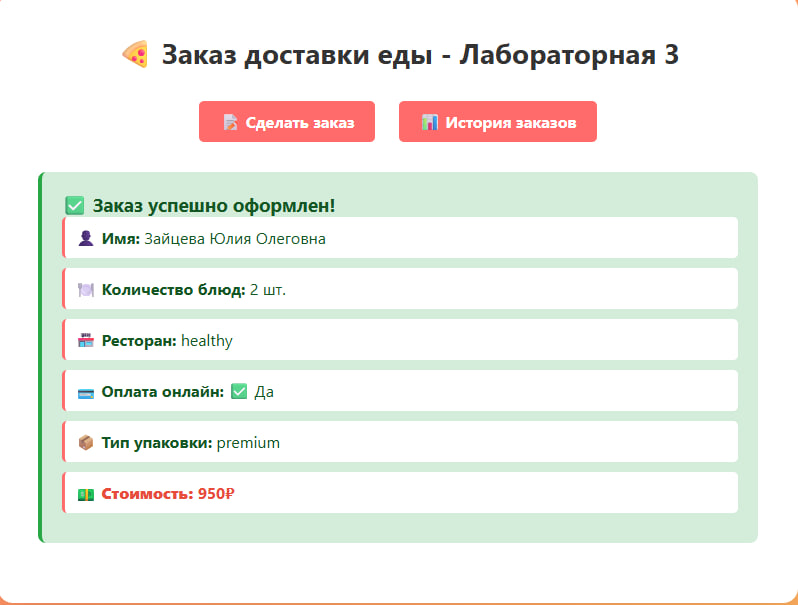 Заказ доставки еды - Лабораторная 3
Сделать заказ
История заказов
Заказ успешно оформлен!
Имя: Зайцева Юлия Олеговна
Количество блюд: 2 шт.
Ресторан: healthy
Оплата онлайн: ✅ Да
Тип упаковки: premium
Стоимость: 950₽